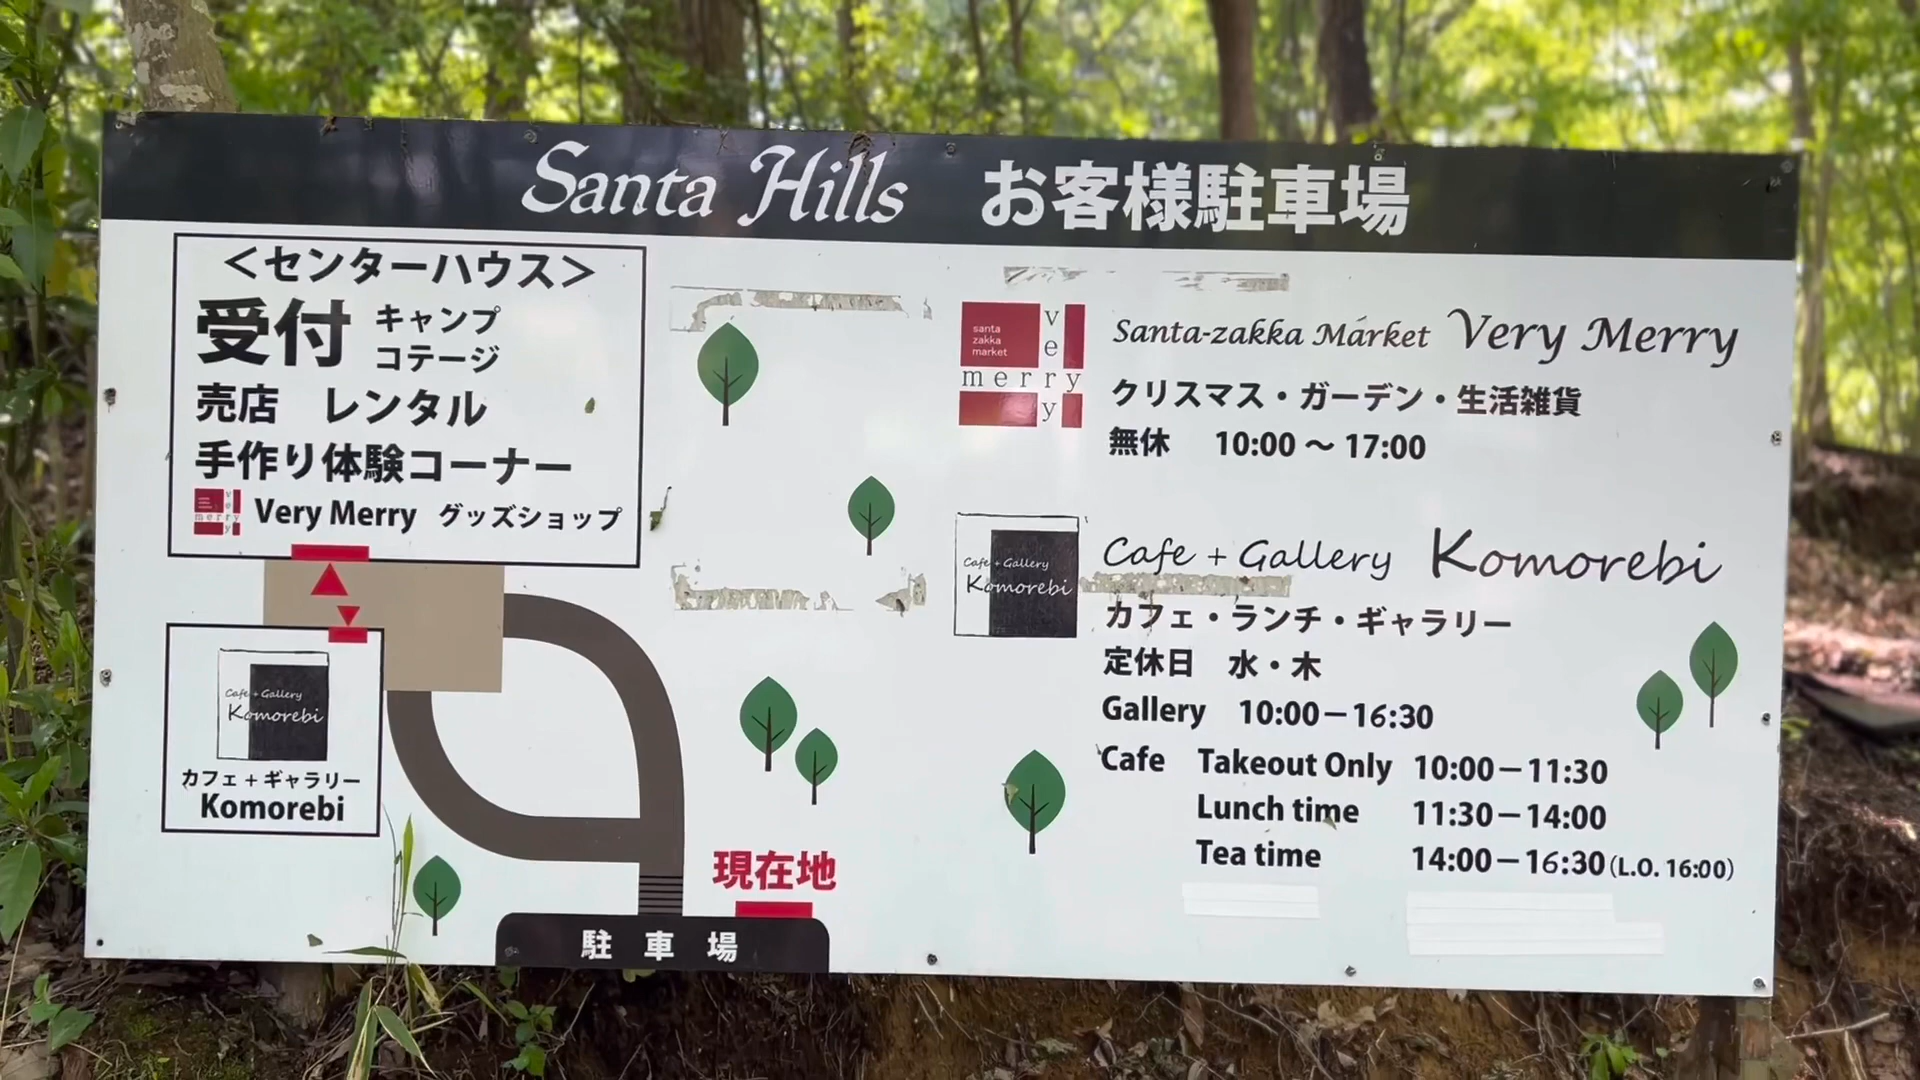 Santa Hills お客様駐車場
<センターハウス>
受付 キャンプ
コテージ
売店 レンタル
手作り体験コーナー
very merry
Very Merry グッズショップ
Cafe + Gallery
Komorebi
カフェ + ギャラリー
Komorebi
現在地
駐車場
santa
zakka
market
very
merry
Santa-zakka Market Very Merry
クリスマス・ガーデン・生活雑貨
無休 10:00 ～ 17:00
Cafe + Gallery
Komorebi
Cafe + Gallery Komorebi
カフェ・ランチ・ギャラリー
定休日 水・木
Gallery 10:00－16:30
Cafe Takeout Only 10:00－11:30
Lunch time 11:30－14:00
Tea time 14:00－16:30 (L.O. 16:00)